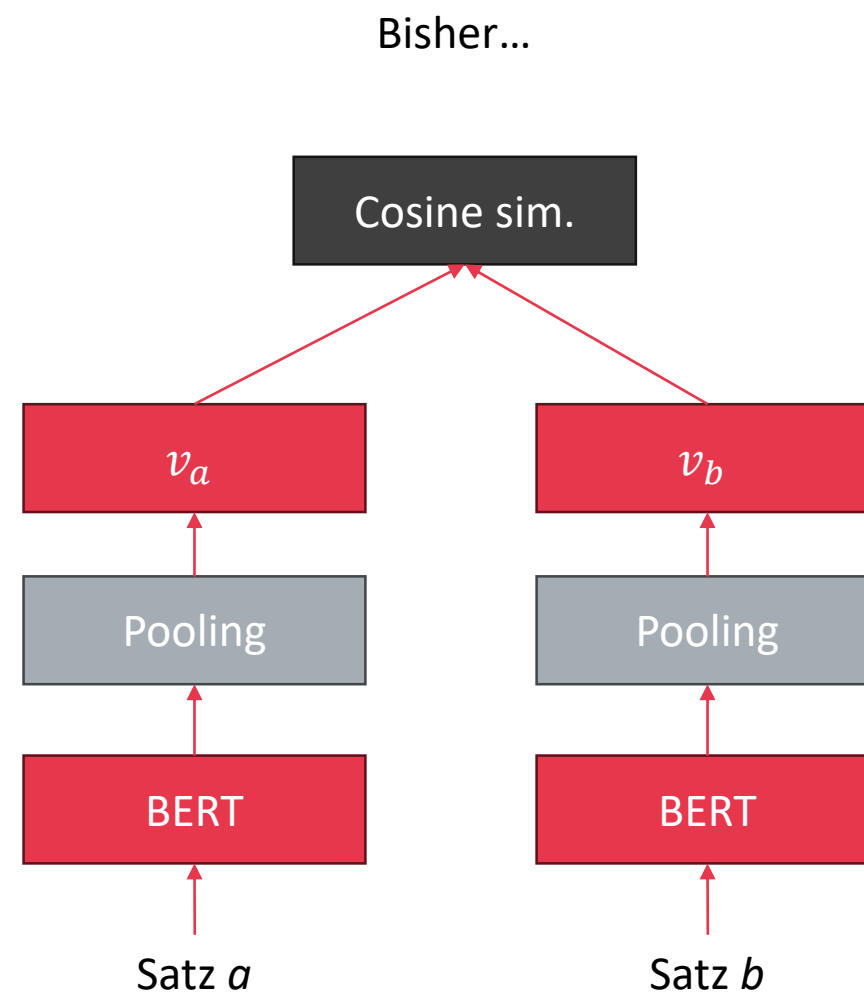 Bisher…
Cosine sim.
v_a v_b
Pooling Pooling
BERT BERT
Satz a Satz b